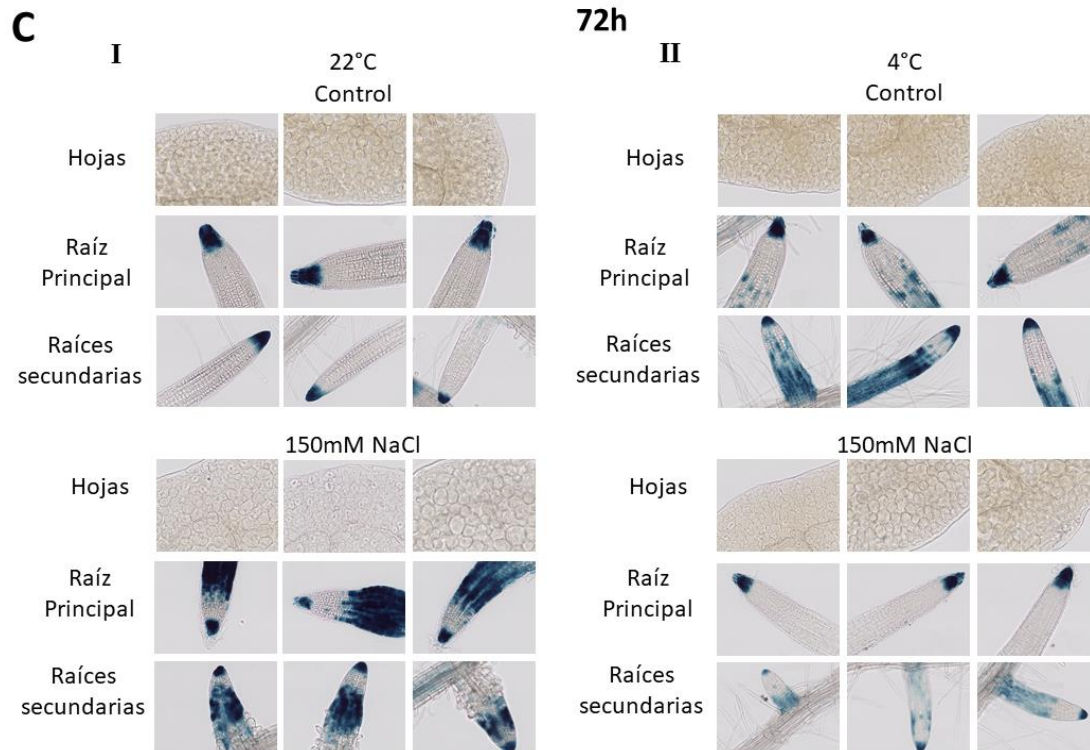 C
72h
I
22°C
Control
Hojas
Raíz
Principal
Raíces
secundarias
150mM NaCl
Hojas
Raíz
Principal
Raíces
secundarias
II
4°C
Control
Hojas
Raíz
Principal
Raíces
secundarias
150mM NaCl
Hojas
Raíz
Principal
Raíces
secundarias